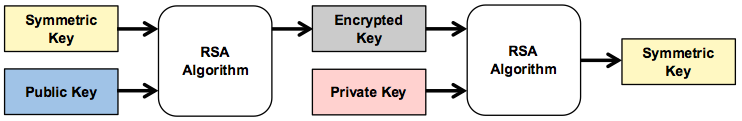 Symmetric
Key
Public Key
RSA
Algorithm
Encrypted
Key
Private Key
RSA
Algorithm
Symmetric
Key